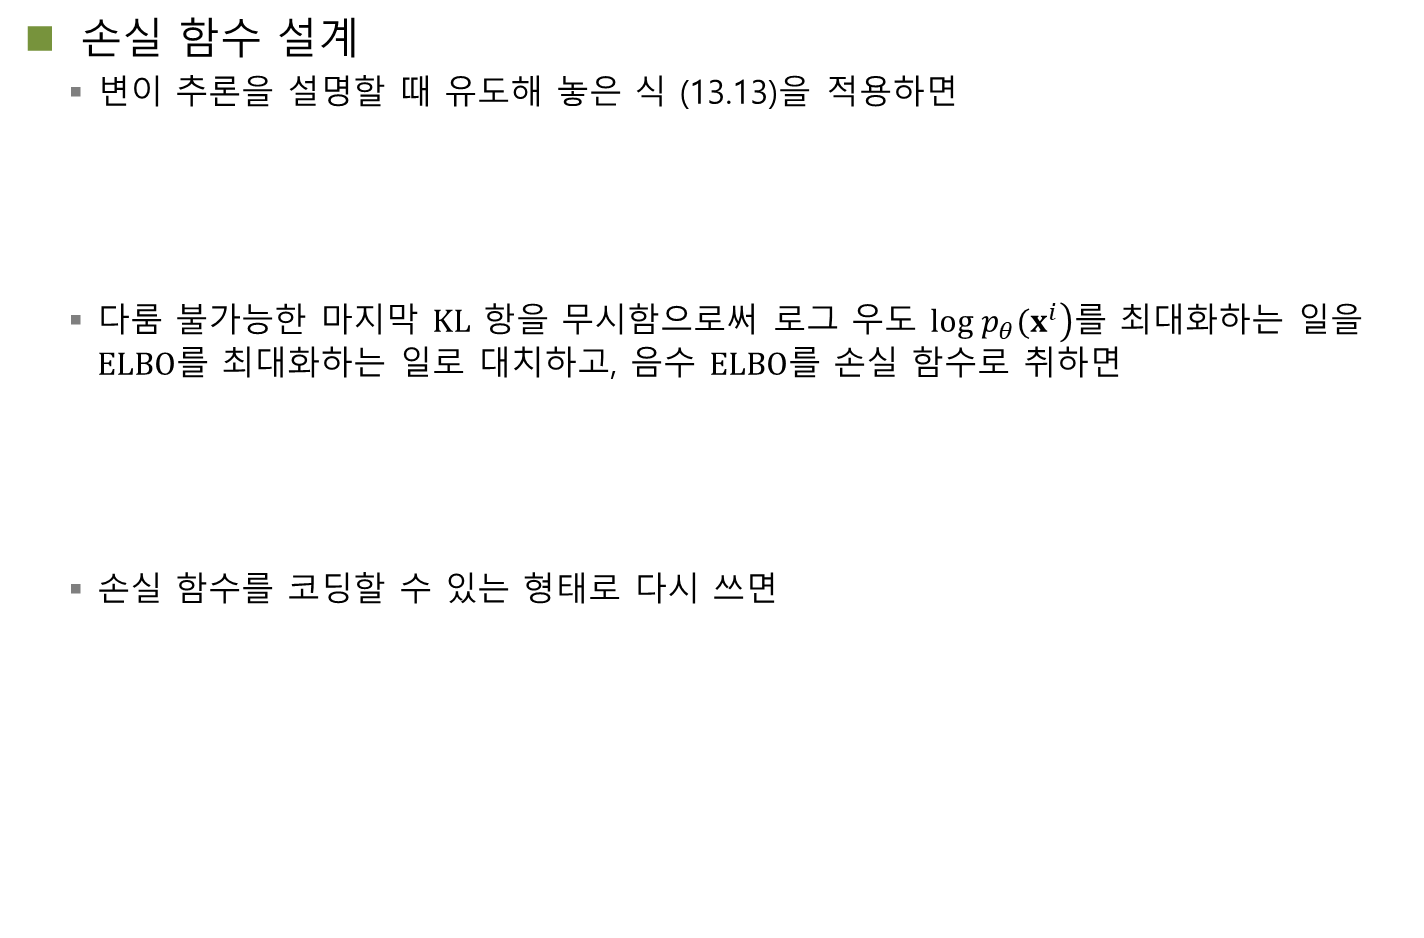 손실 함수 설계
변이 추론을 설명할 때 유도해 놓은 식 (13.13)을 적용하면
다룸 불가능한 마지막 KL 항을 무시함으로써 로그 우도 log p_θ(𝐱^i)를 최대화하는 일을
ELBO를 최대화하는 일로 대치하고, 음수 ELBO를 손실 함수로 취하면
손실 함수를 코딩할 수 있는 형태로 다시 쓰면